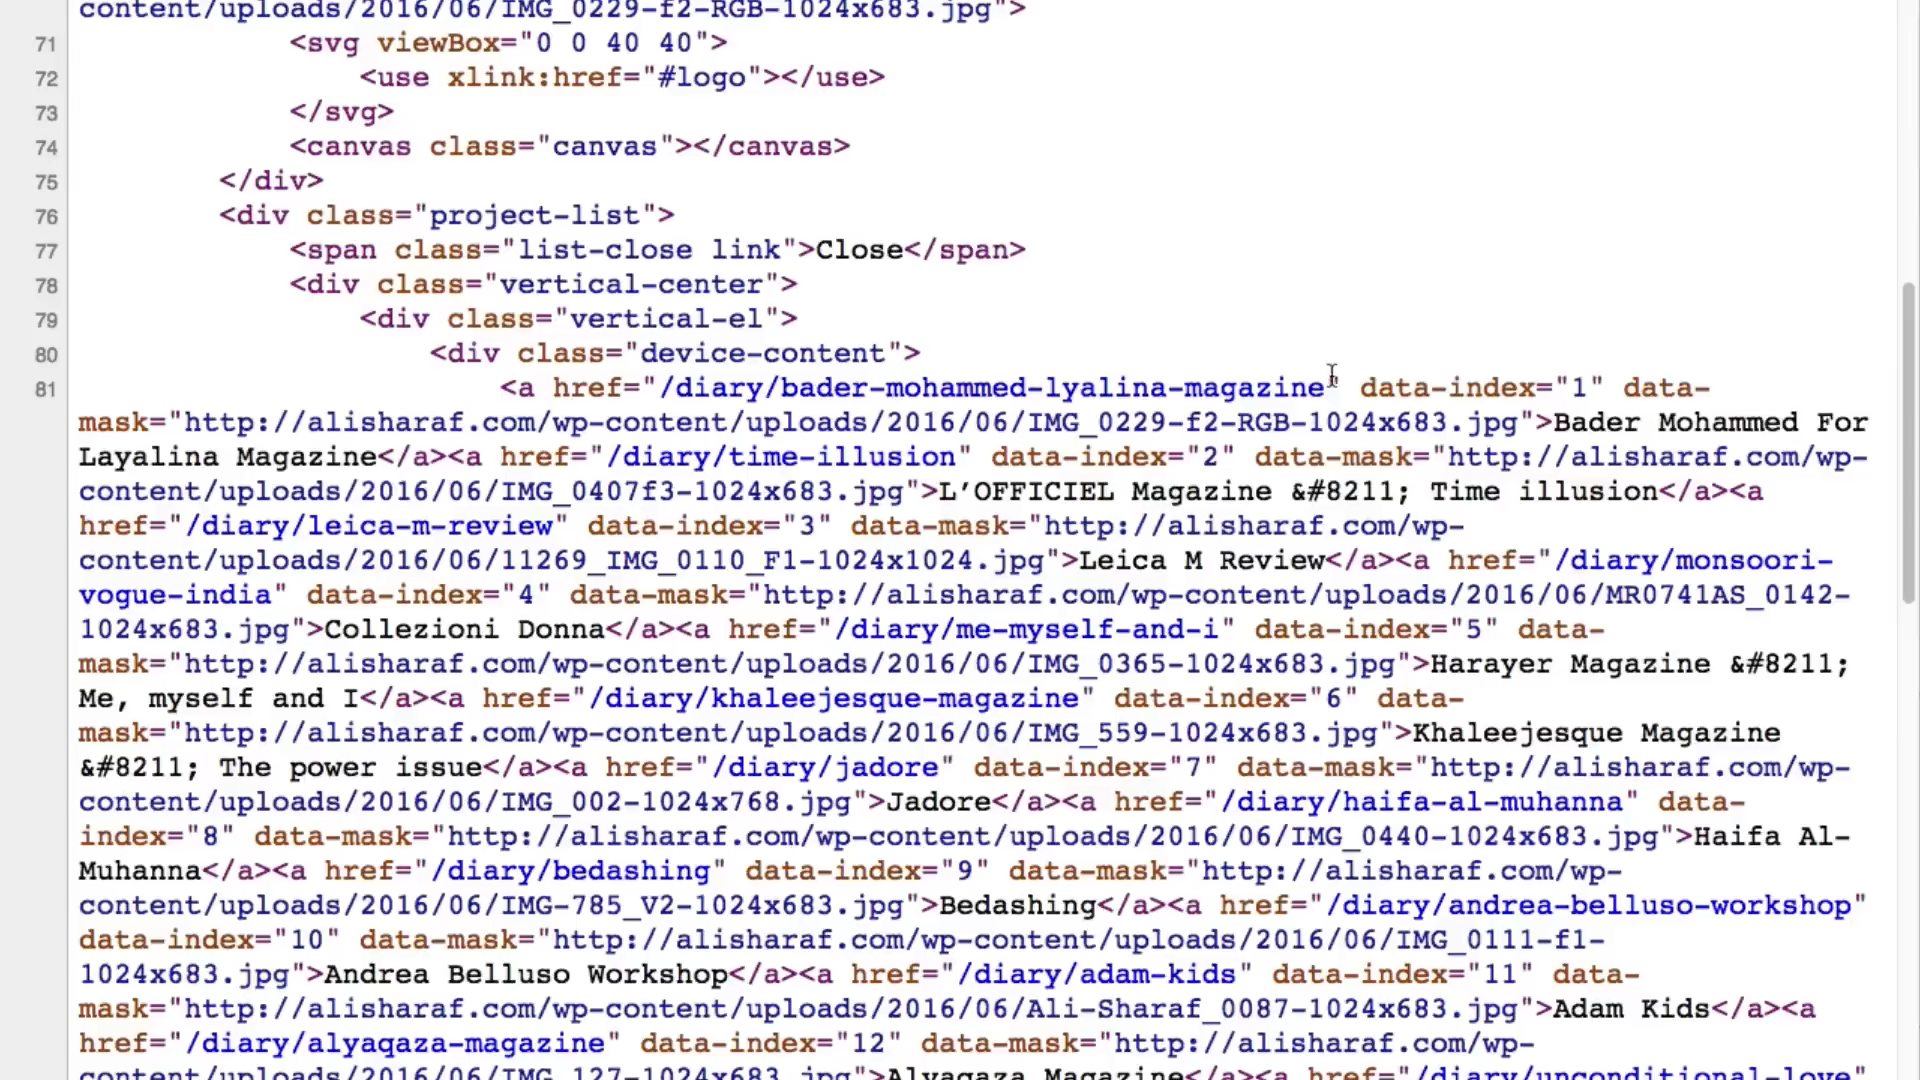 content/uploads/2016/06/IMG_0229-f2-RGB-1024x683.jpg">
71 <svg viewBox="0 0 40 40">
72 <use xlink:href="#logo"></use>
73 </svg>
74 <canvas class="canvas"></canvas>
75 </div>
76 <div class="project-list">
77 <span class="list-close link">Close</span>
78 <div class="vertical-center">
79 <div class="vertical-el">
80 <div class="device-content">
81 <a href="/diary/bader-mohammed-lyalina-magazine" data-index="1" data-
mask="http://alisharaf.com/wp-content/uploads/2016/06/IMG_0229-f2-RGB-1024x683.jpg">Bader Mohammed For
Layalina Magazine</a><a href="/diary/time-illusion" data-index="2" data-mask="http://alisharaf.com/wp-
content/uploads/2016/06/IMG_0407f3-1024x683.jpg">L’OFFICIEL Magazine &#8211; Time illusion</a><a
href="/diary/leica-m-review" data-index="3" data-mask="http://alisharaf.com/wp-
content/uploads/2016/06/11269_IMG_0110_F1-1024x1024.jpg">Leica M Review</a><a href="/diary/monsoori-
vogue-india" data-index="4" data-mask="http://alisharaf.com/wp-content/uploads/2016/06/MR0741AS_0142-
1024x683.jpg">Collezioni Donna</a><a href="/diary/me-myself-and-i" data-index="5" data-
mask="http://alisharaf.com/wp-content/uploads/2016/06/IMG_0365-1024x683.jpg">Harayer Magazine &#8211;
Me, myself and I</a><a href="/diary/khaleejesque-magazine" data-index="6" data-
mask="http://alisharaf.com/wp-content/uploads/2016/06/IMG_559-1024x683.jpg">Khaleejesque Magazine
&#8211; The power issue</a><a href="/diary/jadore" data-index="7" data-mask="http://alisharaf.com/wp-
content/uploads/2016/06/IMG_002-1024x768.jpg">Jadore</a><a href="/diary/haifa-al-muhanna" data-
index="8" data-mask="http://alisharaf.com/wp-content/uploads/2016/06/IMG_0440-1024x683.jpg">Haifa Al-
Muhanna</a><a href="/diary/bedashing" data-index="9" data-mask="http://alisharaf.com/wp-
content/uploads/2016/06/IMG-785_V2-1024x683.jpg">Bedashing</a><a href="/diary/andrea-belluso-workshop"
data-index="10" data-mask="http://alisharaf.com/wp-content/uploads/2016/06/IMG_0111-f1-
1024x683.jpg">Andrea Belluso Workshop</a><a href="/diary/adam-kids" data-index="11" data-
mask="http://alisharaf.com/wp-content/uploads/2016/06/Ali-Sharaf_0087-1024x683.jpg">Adam Kids</a><a
href="/diary/alyaqaza-magazine" data-index="12" data-mask="http://alisharaf.com/wp-
content/uploads/2016/06/IMG_127-1024x683.jpg">Alyaqaza Magazine</a><a href="/diary/unconditional-love"